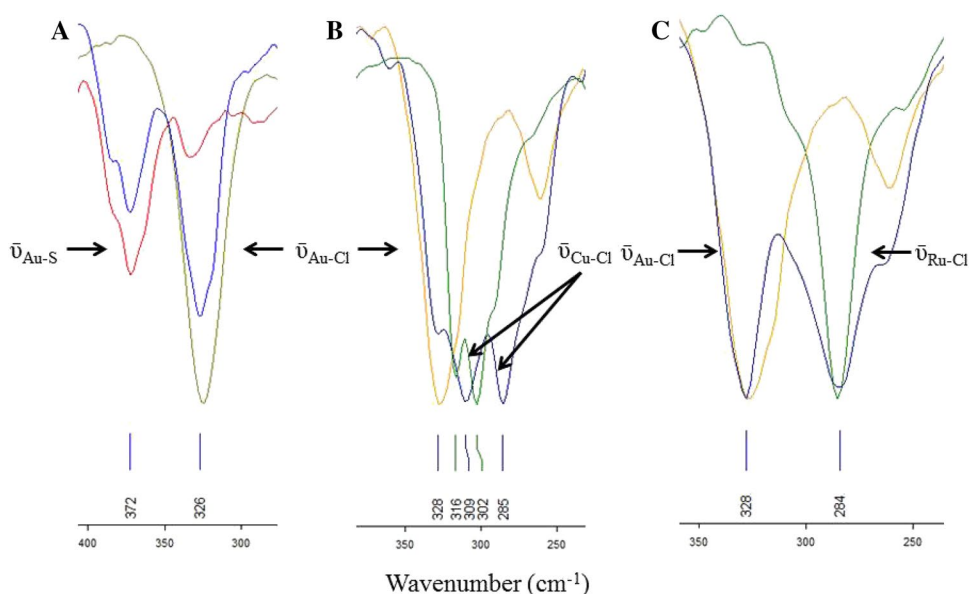 A B C
ῡAu-S ῡAu-Cl ῡCu-Cl ῡAu-Cl ῡRu-Cl
372 326 328 316 309 302 285 328 284
400 350 300 350 300 250 350 300 250
Wavenumber (cm⁻¹)